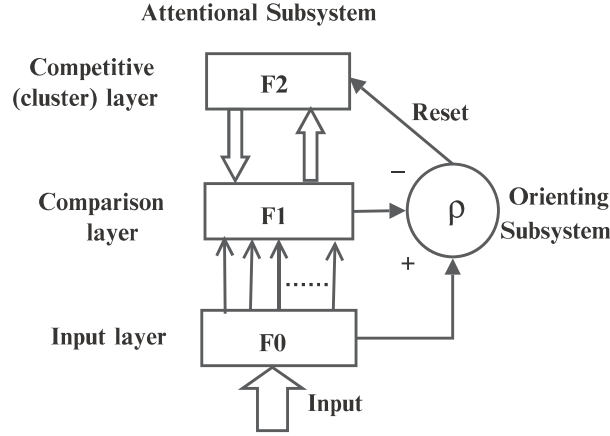 Attentional Subsystem
Competitive
(cluster) layer
F2
Reset
−
Comparison
layer
F1
ρ
Orienting
Subsystem
+
......
Input layer
F0
Input